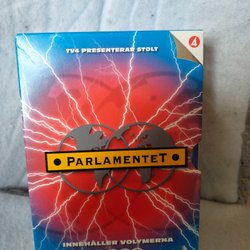 TV4 PRESENTERAR STOLT
4
PARLAMENTET
INNEHÅLLER VOLYMERNA